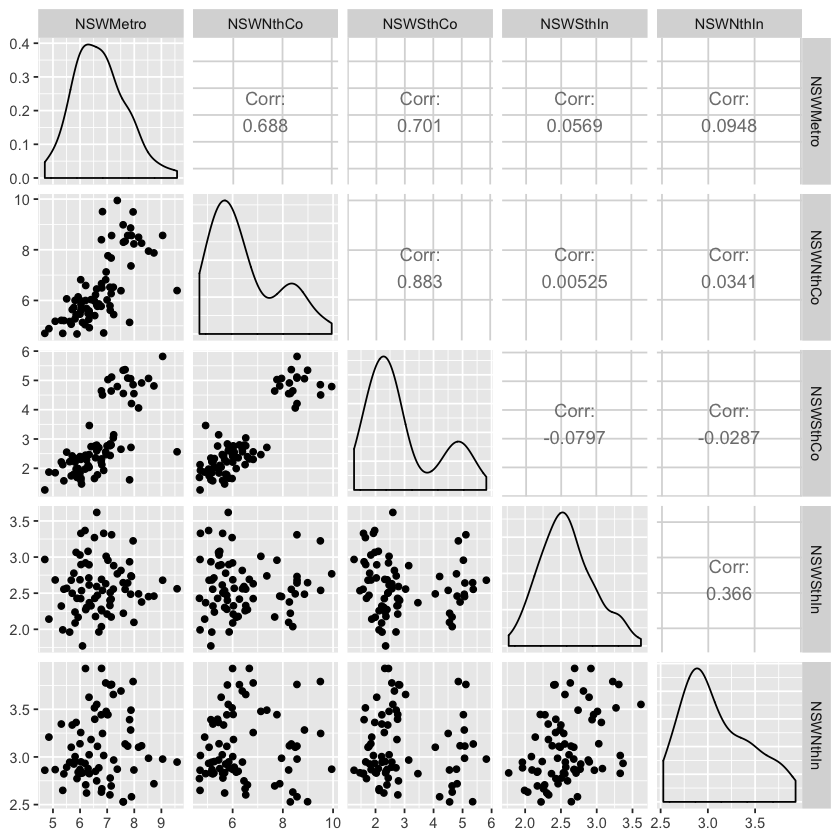 NSWMetro NSWNthCo NSWSthCo NSWSthIn NSWNthIn
0.4
0.3
0.2
0.1
0.0
Corr:
0.688
Corr:
0.701
Corr:
0.0569
Corr:
0.0948
NSWMetro
10
8
6
Corr:
0.883
Corr:
0.00525
Corr:
0.0341
NSWNthCo
6
5
4
3
2
Corr:
-0.0797
Corr:
-0.0287
NSWSthCo
3.5
3.0
2.5
2.0
Corr:
0.366
NSWSthIn
3.5
3.0
2.5
NSWNthIn
5 6 7 8 9 6 8 10 2 3 4 5 6 2.0 2.5 3.0 3.5 2.5 3.0 3.5